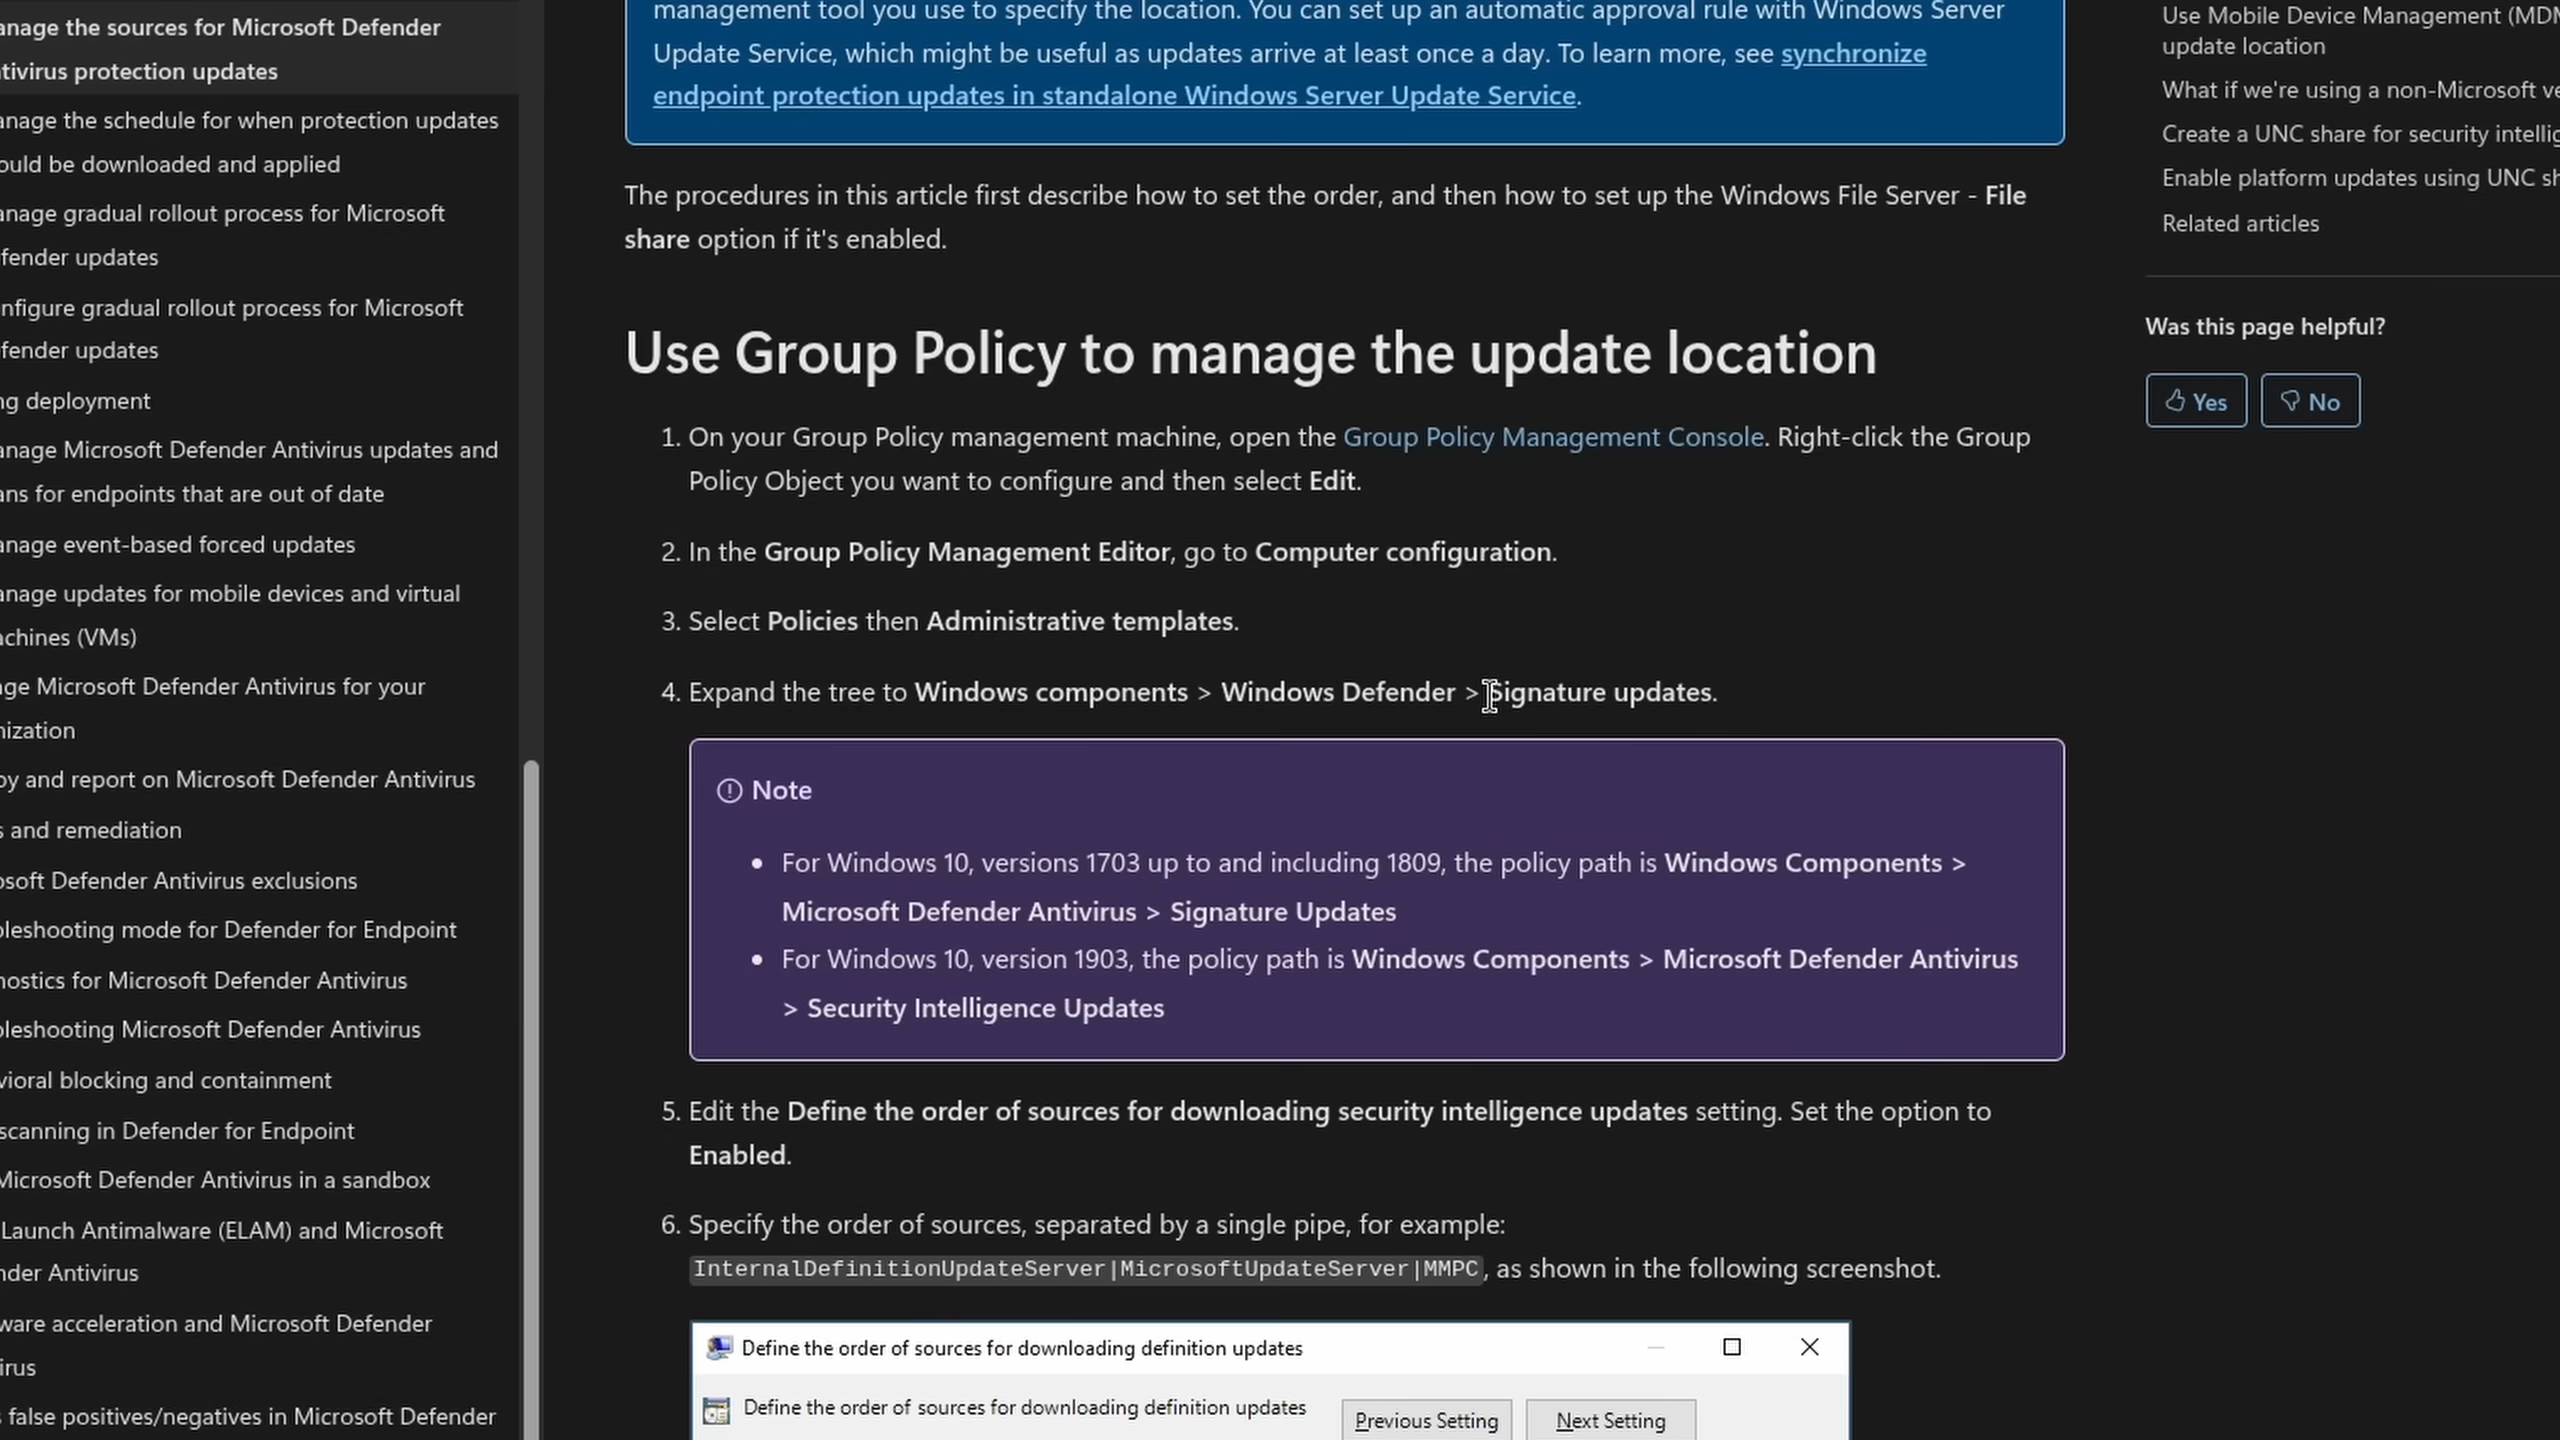 anage the sources for Microsoft Defender
tivirus protection updates
anage the schedule for when protection updates
ould be downloaded and applied
anage gradual rollout process for Microsoft
fender updates
nfigure gradual rollout process for Microsoft
fender updates
ng deployment
anage Microsoft Defender Antivirus updates and
ans for endpoints that are out of date
anage event-based forced updates
anage updates for mobile devices and virtual
achines (VMs)
ge Microsoft Defender Antivirus for your
nization
oy and report on Microsoft Defender Antivirus
s and remediation
osoft Defender Antivirus exclusions
bleshooting mode for Defender for Endpoint
nostics for Microsoft Defender Antivirus
bleshooting Microsoft Defender Antivirus
vioral blocking and containment
scanning in Defender for Endpoint
Microsoft Defender Antivirus in a sandbox
Launch Antimalware (ELAM) and Microsoft
nder Antivirus
ware acceleration and Microsoft Defender
irus
s false positives/negatives in Microsoft Defender
management tool you use to specify the location. You can set up an automatic approval rule with Windows Server
Update Service, which might be useful as updates arrive at least once a day. To learn more, see synchronize
endpoint protection updates in standalone Windows Server Update Service.
The procedures in this article first describe how to set the order, and then how to set up the Windows File Server - File
share option if it's enabled.
Use Group Policy to manage the update location
1. On your Group Policy management machine, open the Group Policy Management Console. Right-click the Group
Policy Object you want to configure and then select Edit.
2. In the Group Policy Management Editor, go to Computer configuration.
3. Select Policies then Administrative templates.
4. Expand the tree to Windows components > Windows Defender > Signature updates.
Note
• For Windows 10, versions 1703 up to and including 1809, the policy path is Windows Components >
Microsoft Defender Antivirus > Signature Updates
• For Windows 10, version 1903, the policy path is Windows Components > Microsoft Defender Antivirus
> Security Intelligence Updates
5. Edit the Define the order of sources for downloading security intelligence updates setting. Set the option to
Enabled.
6. Specify the order of sources, separated by a single pipe, for example:
InternalDefinitionUpdateServer|MicrosoftUpdateServer|MMPC, as shown in the following screenshot.
Define the order of sources for downloading definition updates
Define the order of sources for downloading definition updates
Previous Setting
Next Setting
Use Mobile Device Management (MDM
update location
What if we're using a non-Microsoft ve
Create a UNC share for security intellig
Enable platform updates using UNC sh
Related articles
Was this page helpful?
Yes
No